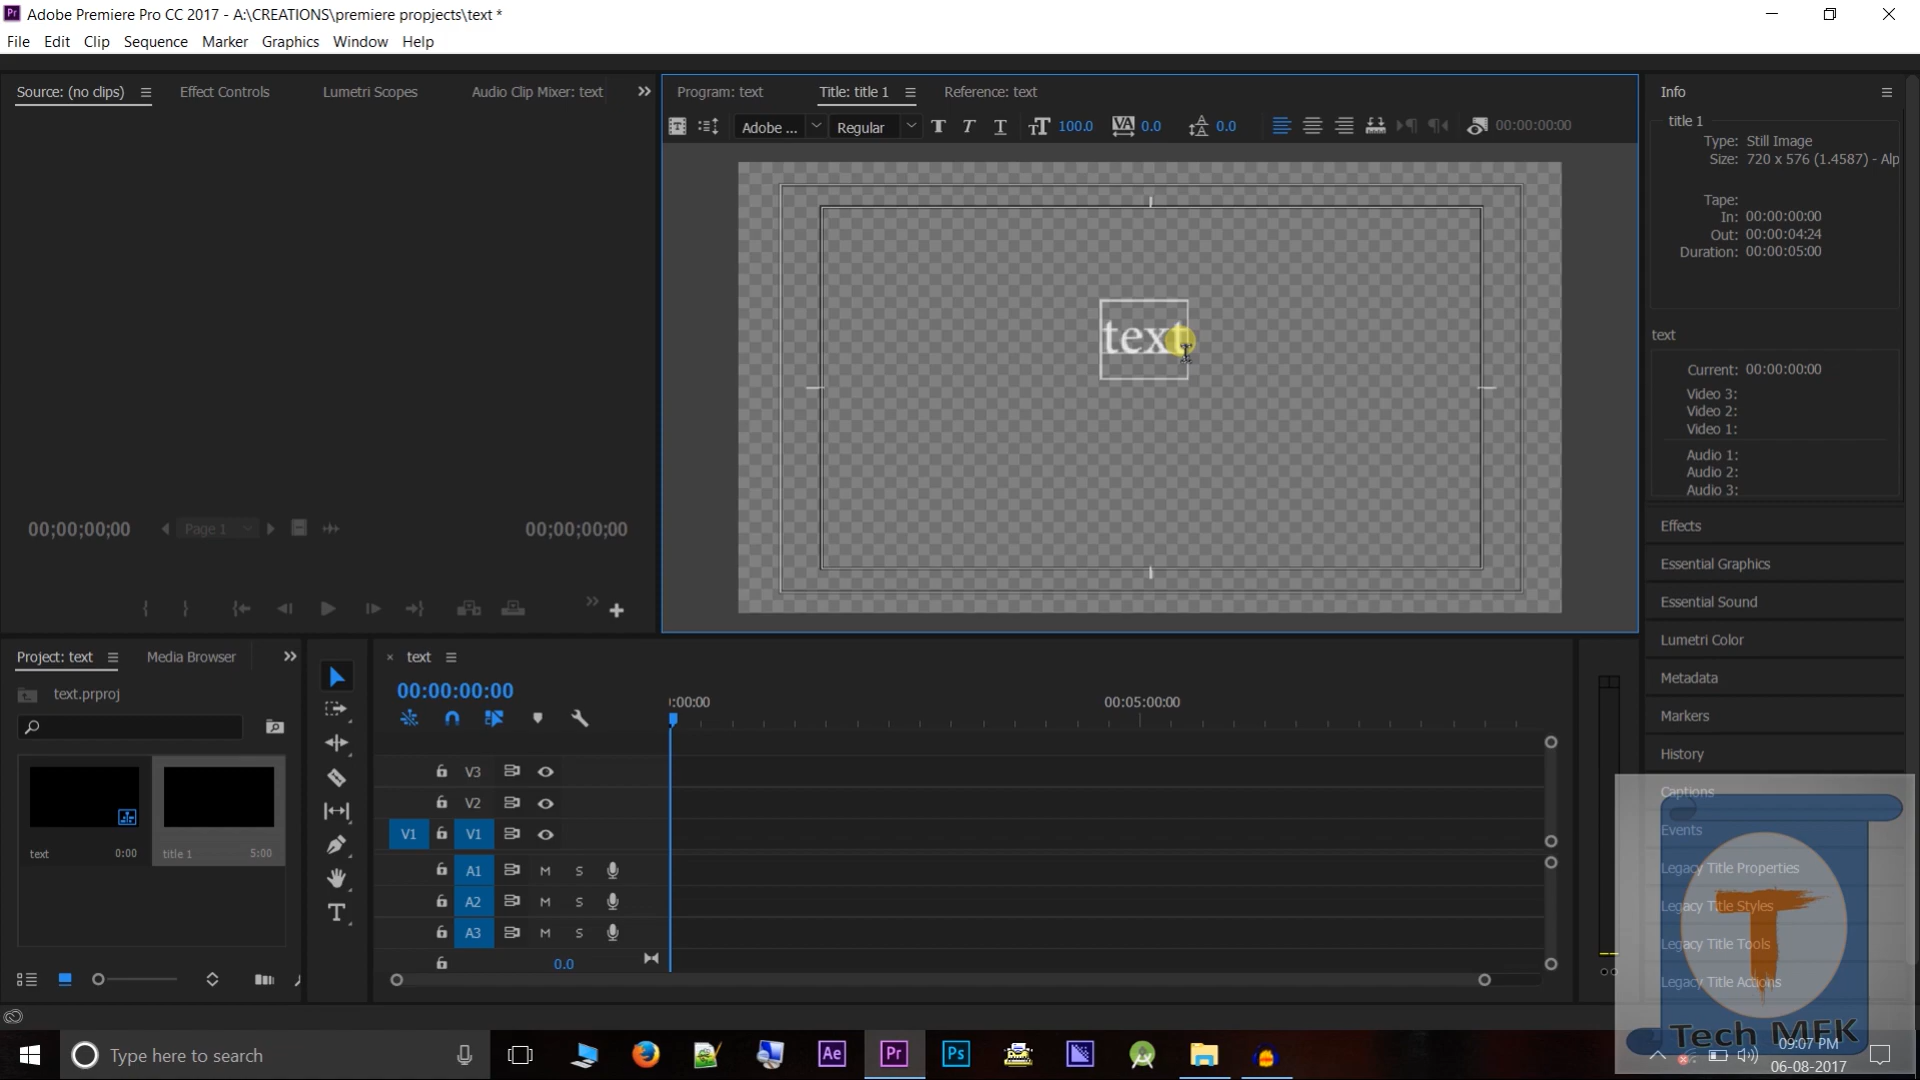 Adobe Premiere Pro CC 2017 - A:\CREATIONS\premiere propjects\text *
File Edit Clip Sequence Marker Graphics Window Help
Source: (no clips) Effect Controls Lumetri Scopes Audio Clip Mixer: text
Program: text Title: title 1 Reference: text
Info
Adobe ... Regular T T T 100.0 0.0 0.0 00:00:00:00
title 1
Type: Still Image
Size: 720 x 576 (1.4587) - Alp
Tape:
In: 00:00:00:00
Out: 00:00:04:24
Duration: 00:00:05:00
text
text
Current: 00:00:00:00
Video 3:
Video 2:
Video 1:
Audio 1:
Audio 2:
Audio 3:
00;00;00;00 Page 1 00;00;00;00
Effects
Essential Graphics
Essential Sound
Lumetri Color
Metadata
Markers
History
Captions
Events
Legacy Title Properties
Legacy Title Styles
Legacy Title Tools
Legacy Title Actions
Project: text Media Browser
text.prproj
text 0:00 title 1 5:00
text
00:00:00:00
:00:00 00:05:00:00
V3
V2
V1 V1
A1 M S
A2 M S
A3 M S
0.0
T
Tech MFK
Type here to search
Ae Pr Ps
09:07 PM
06-08-2017